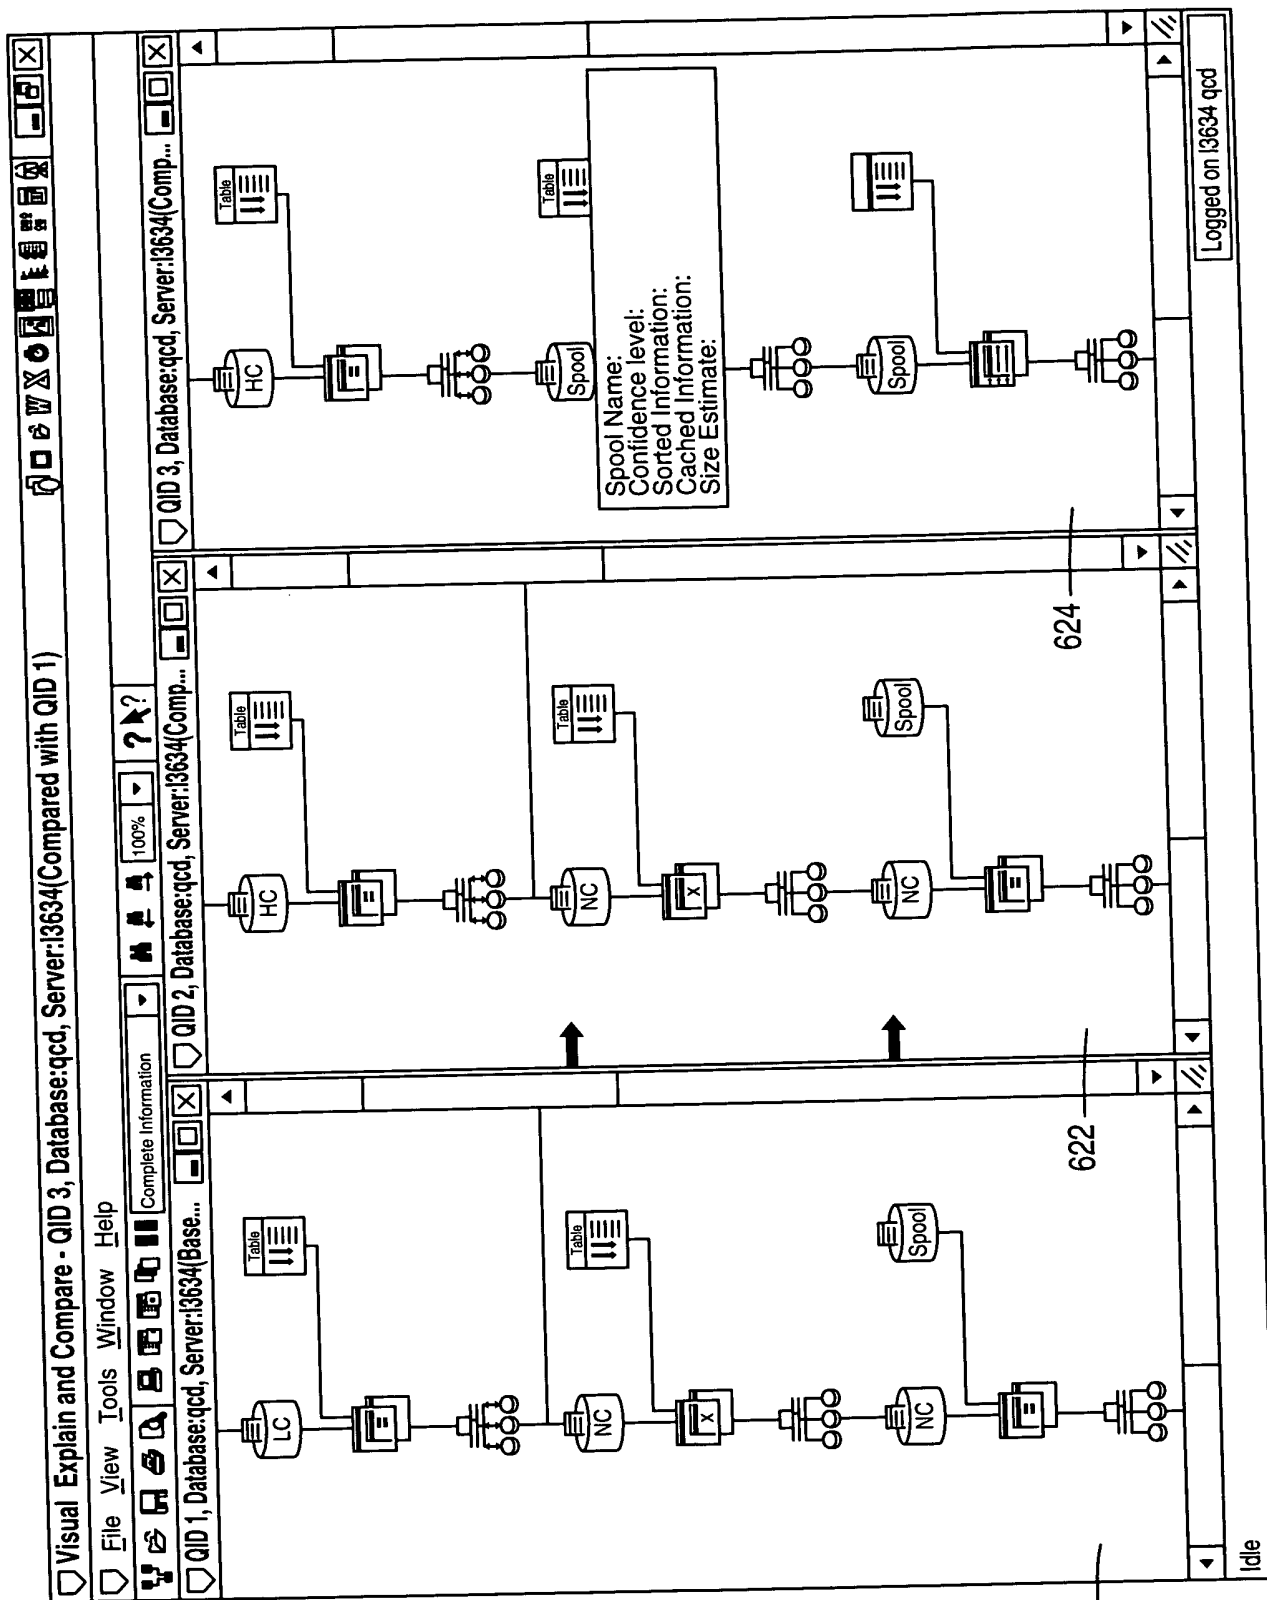 Visual Explain and Compare - QID 3, Database:qcd, Server:l3634(Compared with QID 1)
File View Tools Window Help
Complete Information
100%
?
?
QID 1, Database:qcd, Server:l3634(Base...
LC
Table
NC
Table
NC
Spool
QID 2, Database:qcd, Server:l3634(Comp...
HC
Table
NC
Table
X
NC
Spool
622
QID 3, Database:qcd, Server:l3634(Comp...
HC
Table
Spool
Table
Spool Name:
Confidence level:
Sorted Information:
Cached Information:
Size Estimate:
Spool
624
Idle
Logged on l3634 qcd